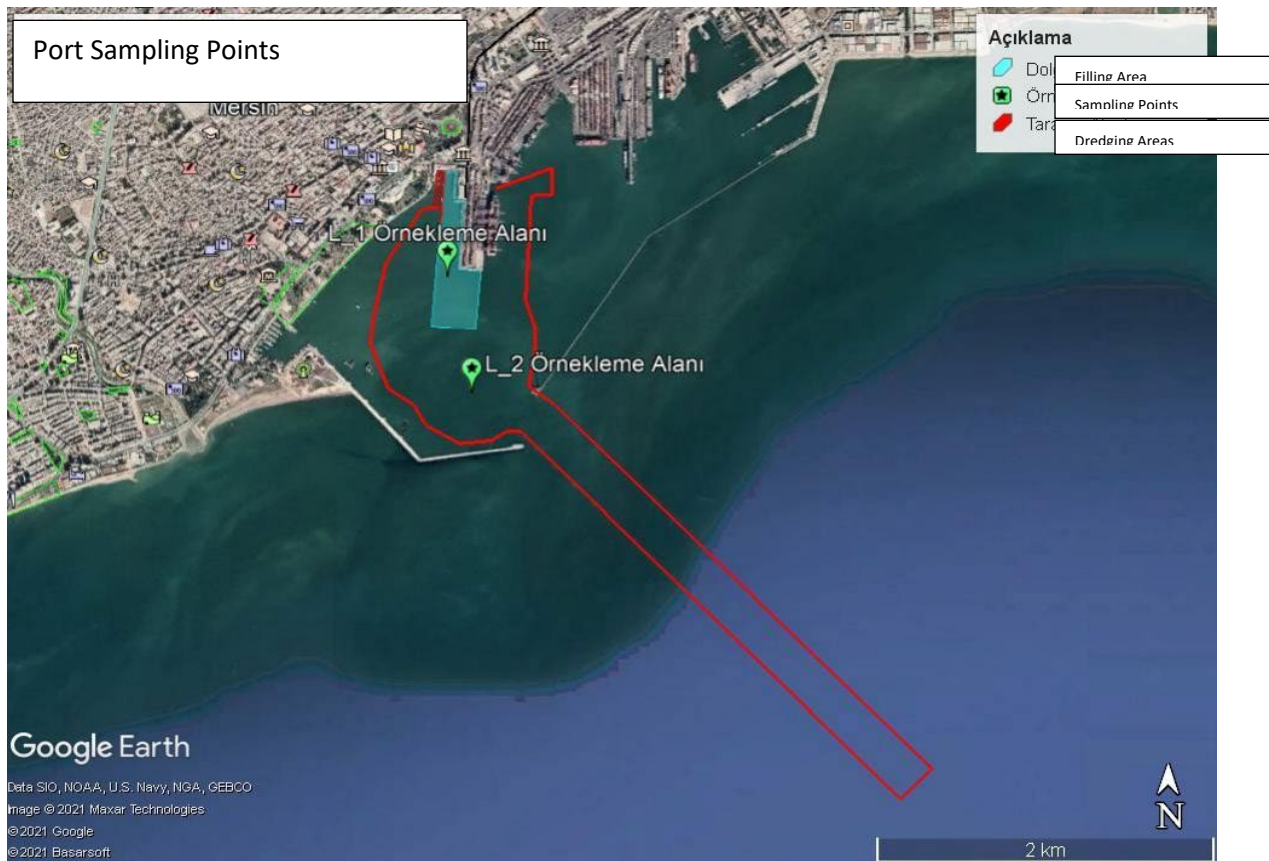 Port Sampling Points
Açıklama
Filling Area
Sampling Points
Dredging Areas
Mersin
L_1 Örnekleme Alanı
L_2 Örnekleme Alanı
Google Earth
Data SIO, NOAA, U.S. Navy, NGA, GEBCO
Image © 2021 Maxar Technologies
©2021 Google
©2021 Basarsoft
N
2 km